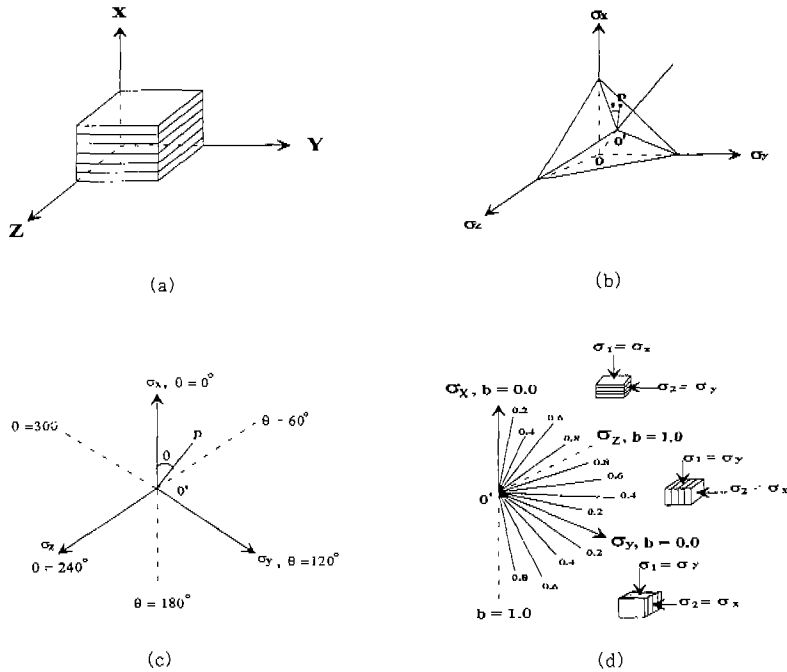 X
Y
Z
(a)
σx
P
O'
O
σy
σz
(b)
σx, θ=0°
θ=300
θ=60°
P
θ
O'
σz
θ=240°
σy, θ=120°
θ=180°
(c)
σ1=σx
σ2=σy
σX, b=0.0
0.2
0.4
0.6
0.8
σZ, b=1.0
0.8
0.6
0.4
0.2
O'
σ1=σy
σ2=σx
σy, b=0.0
0.2
0.4
0.6
0.8
b=1.0
σ1=σy
σ2=σx
(d)